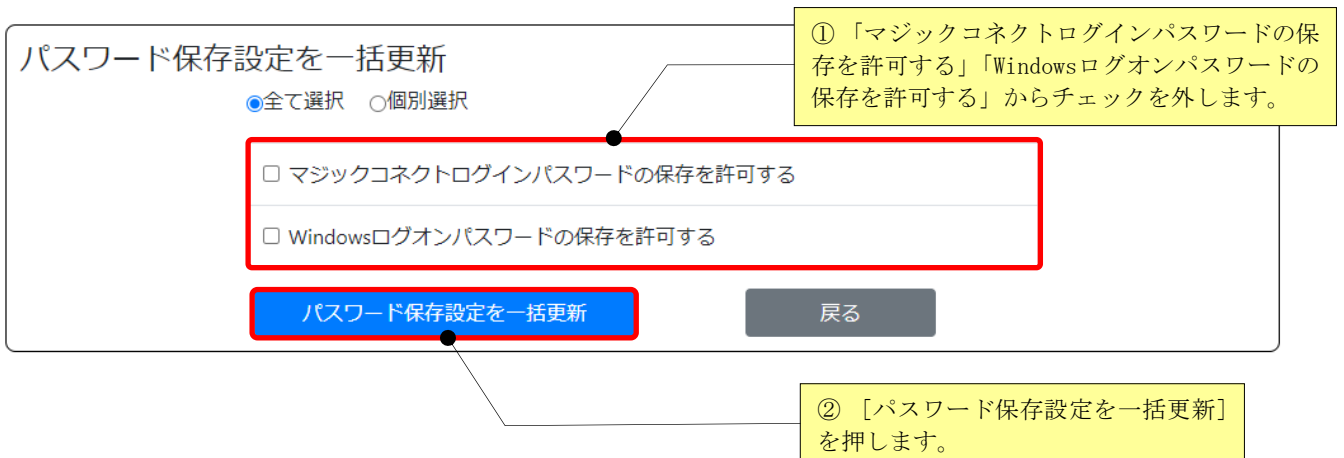 パスワード保存設定を一括更新
全て選択 個別選択
① 「マジックコネクトログインパスワードの保
存を許可する」「Windowsログオンパスワードの
保存を許可する」からチェックを外します。
マジックコネクトログインパスワードの保存を許可する
Windowsログオンパスワードの保存を許可する
パスワード保存設定を一括更新 戻る
② [パスワード保存設定を一括更新]
を押します。